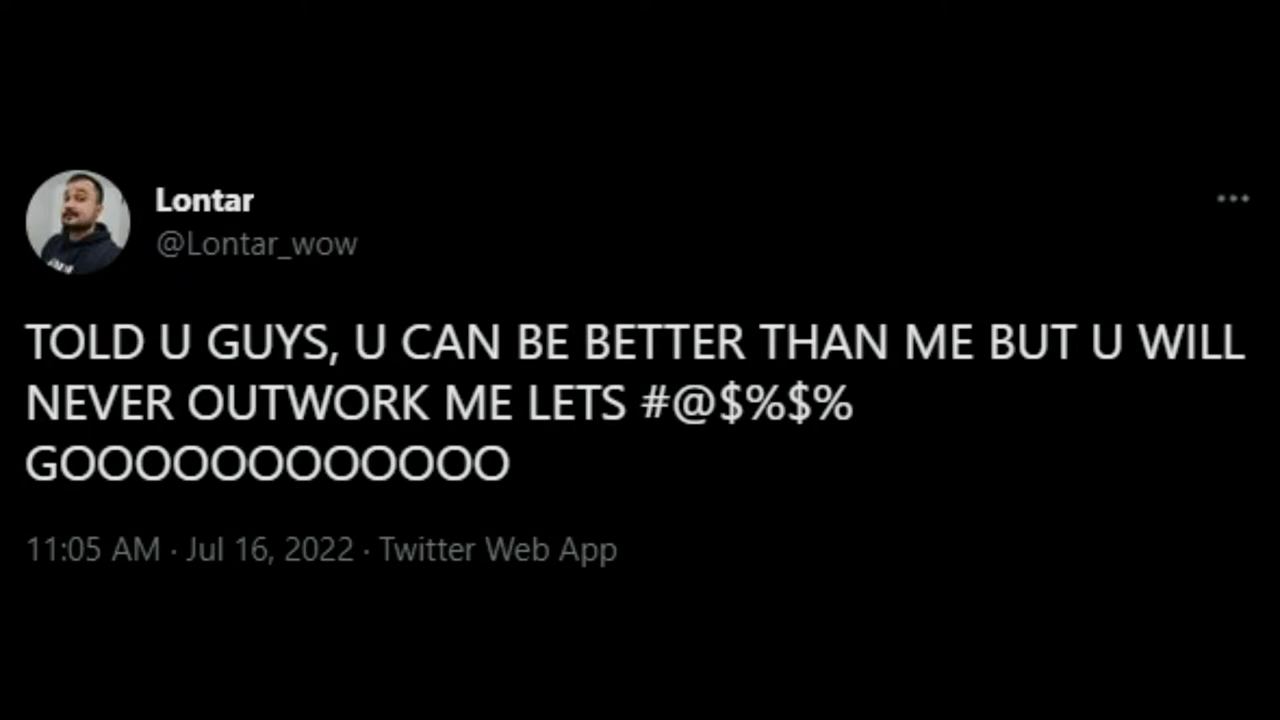 Lontar
@Lontar_wow
TOLD U GUYS, U CAN BE BETTER THAN ME BUT U WILL
NEVER OUTWORK ME LETS #@$%$%
GOOOOOOOOOOOO
11:05 AM · Jul 16, 2022 · Twitter Web App